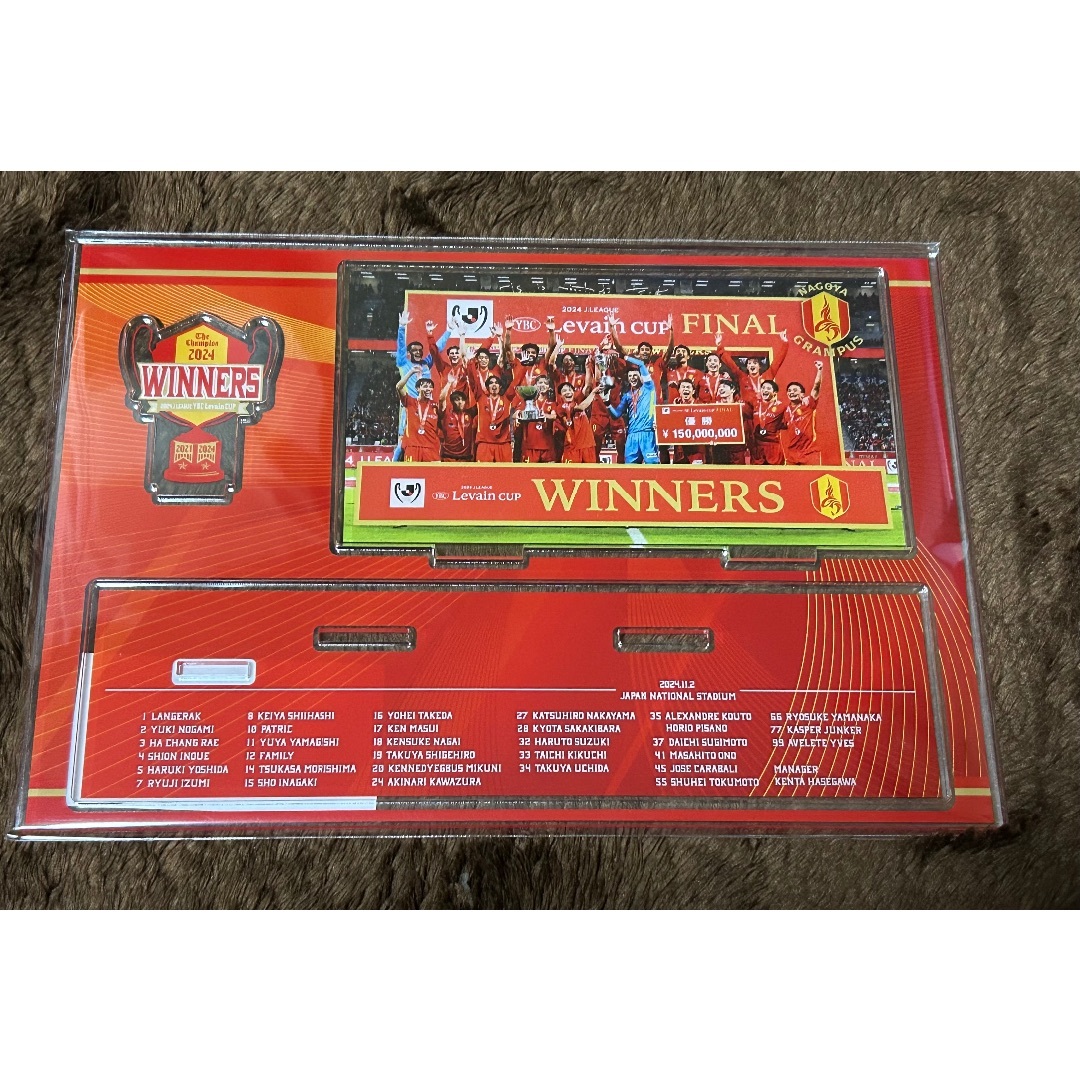 The
Champion
2024
WINNERS
2024 J.LEAGUE YBC Levain CUP
2021 2024
2024 J.LEAGUE
YBC Levain CUP FINAL
WINNERS
NAGOYA
GRAMPUS
優勝
¥ 150,000,000
2024 J.LEAGUE
YBC Levain CUP WINNERS
2024.11.2
JAPAN NATIONAL STADIUM
1 LANGERAK
2 YUKI NOGAMI
3 HA CHANG RAE
4 SHION INOUE
5 HARUKI YOSHIDA
7 RYUJI IZUMI
8 KEIYA SHIIHASHI
10 PATRIC
11 YUYA YAMAGISHI
12 FAMILY
14 TSUKASA MORISHIMA
15 SHO INAGAKI
16 YOHEI TAKEDA
17 KEN MASUI
18 KENSUKE NAGAI
19 TAKUYA SHIGEHIRO
20 KENNEDYEGBUS MIKUNI
24 AKINARI KAWAZURA
27 KATSUHIRO NAKAYAMA
28 KYOTA SAKAKIBARA
32 HARUTO SUZUKI
33 TAICHI KIKUCHI
34 TAKUYA UCHIDA
35 ALEXANDRE KOUTO
HORIO PISANO
37 DAICHI SUGIMOTO
41 MASAHITO ONO
45 JOSE CARABALI
55 SHUHEI TOKUMOTO
66 RYOSUKE YAMANAKA
77 KASPER JUNKER
99 AVELETE YVES
MANAGER
KENTA HASEGAWA